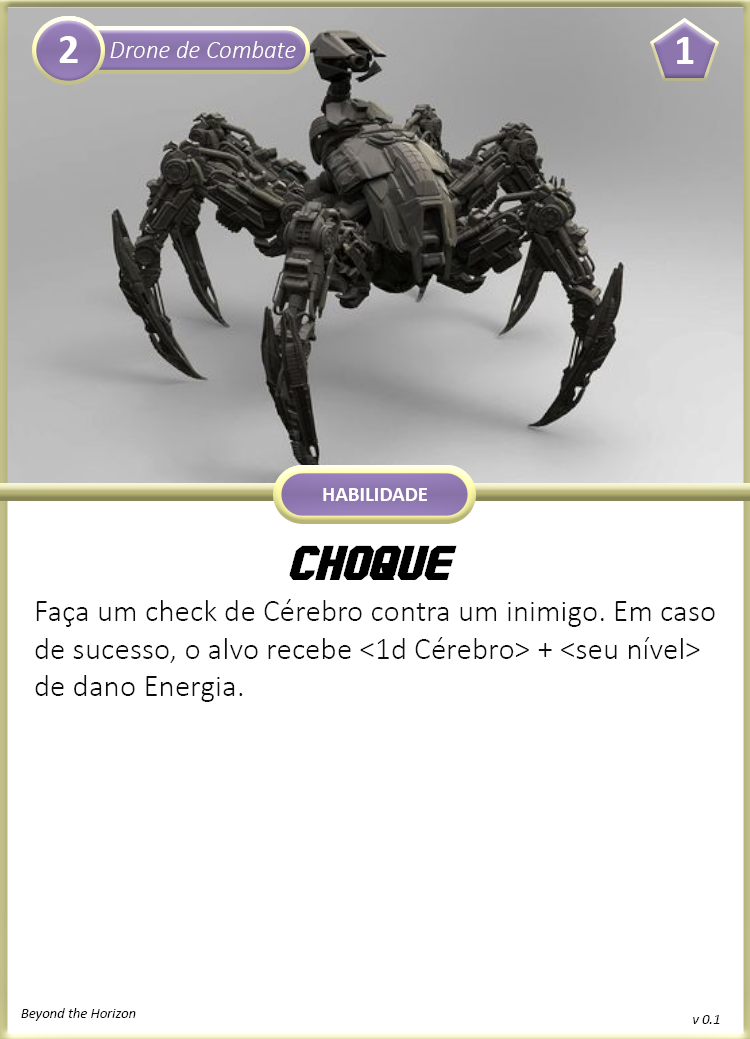 2 Drone de Combate
1
HABILIDADE
CHOQUE
Faça um check de Cérebro contra um inimigo. Em caso
de sucesso, o alvo recebe <1d Cérebro> + <seu nível>
de dano Energia.
Beyond the Horizon
v 0.1